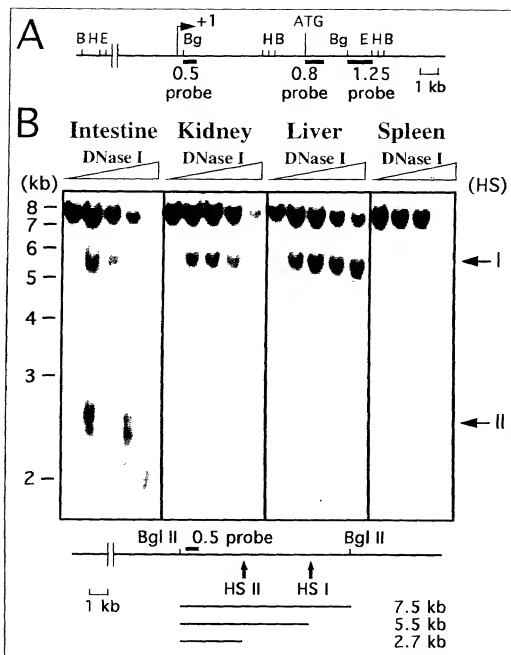 A
+1
ATG
B H E Bg H B Bg E H B
0.5 probe
0.8 probe
1.25 probe
1 kb
B
Intestine Kidney Liver Spleen
DNase I DNase I DNase I
(kb) (HS)
8
7
6
5
4
3
2
I
II
Bgl II 0.5 probe Bgl II
1 kb
HS II HS I
7.5 kb
5.5 kb
2.7 kb